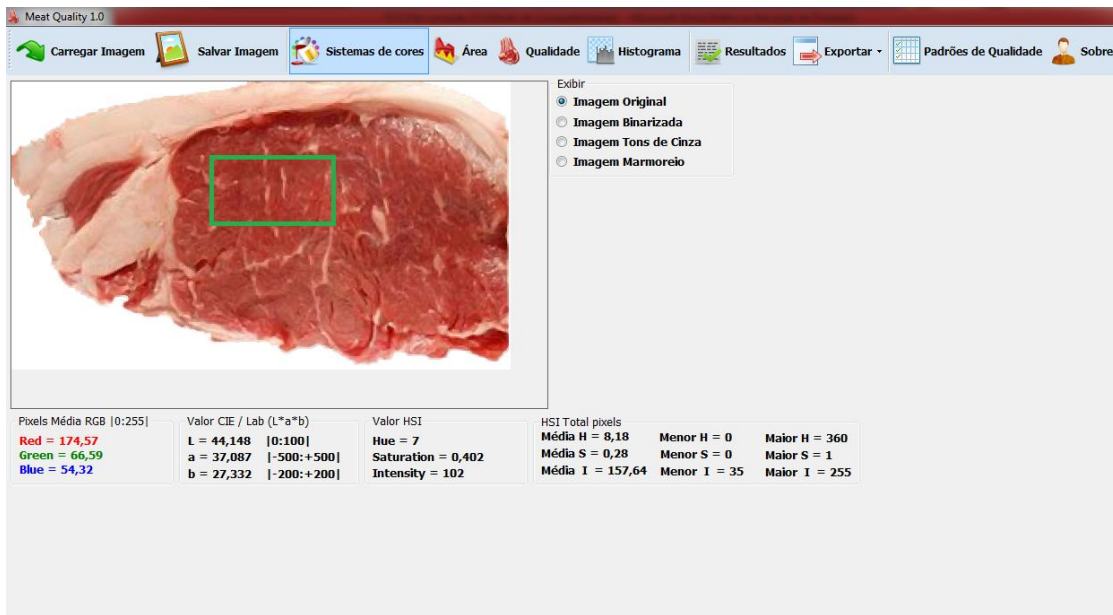 Meat Quality 1.0
Carregar Imagem Salvar Imagem Sistemas de cores Área Qualidade Histograma Resultados Exportar Padrões de Qualidade Sobre
Exibir
Imagem Original
Imagem Binarizada
Imagem Tons de Cinza
Imagem Marmoreio
Pixels Média RGB |0:255|
Red = 174,57
Green = 66,59
Blue = 54,32
Valor CIE / Lab (L*a*b)
L = 44,148 |0:100|
a = 37,087 |-500:+500|
b = 27,332 |-200:+200|
Valor HSI
Hue = 7
Saturation = 0,402
Intensity = 102
HSI Total pixels
Média H = 8,18 Menor H = 0 Maior H = 360
Média S = 0,28 Menor S = 0 Maior S = 1
Média I = 157,64 Menor I = 35 Maior I = 255